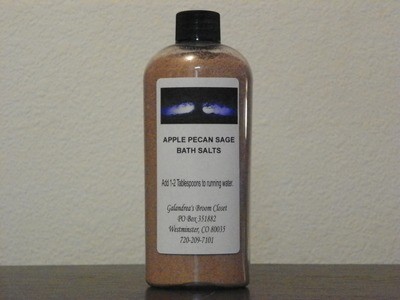 APPLE PECAN SAGE
BATH SALTS
Add 1-2 Tablespoons to running water.
Galandrea's Broom Closet
PO Box 351882
Westminster, CO 80035
720-209-7101